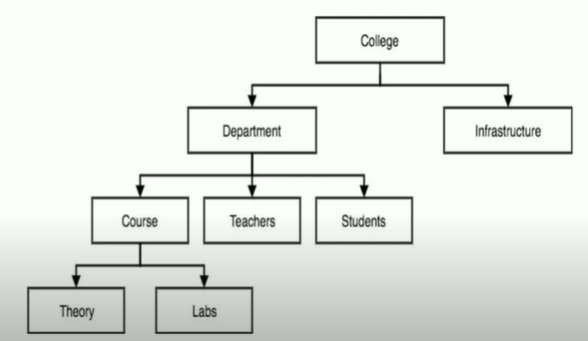 College
Department
Infrastructure
Course
Teachers
Students
Theory
Labs